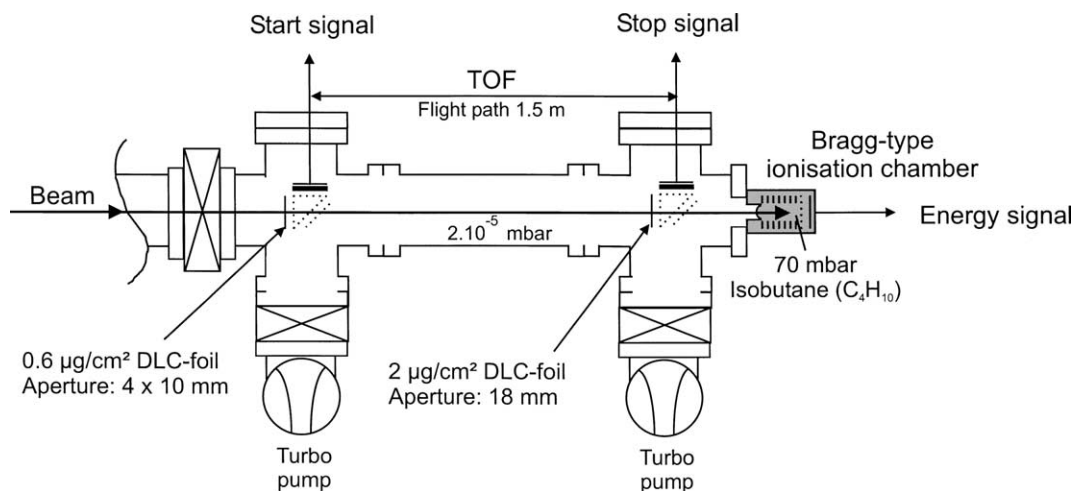 Start signal
Stop signal
TOF
Flight path 1.5 m
Bragg-type
ionisation chamber
Beam
Energy signal
2.10⁻⁵ mbar
70 mbar
Isobutane (C₄H₁₀)
0.6 µg/cm² DLC-foil
Aperture: 4 x 10 mm
2 µg/cm² DLC-foil
Aperture: 18 mm
Turbo
pump
Turbo
pump